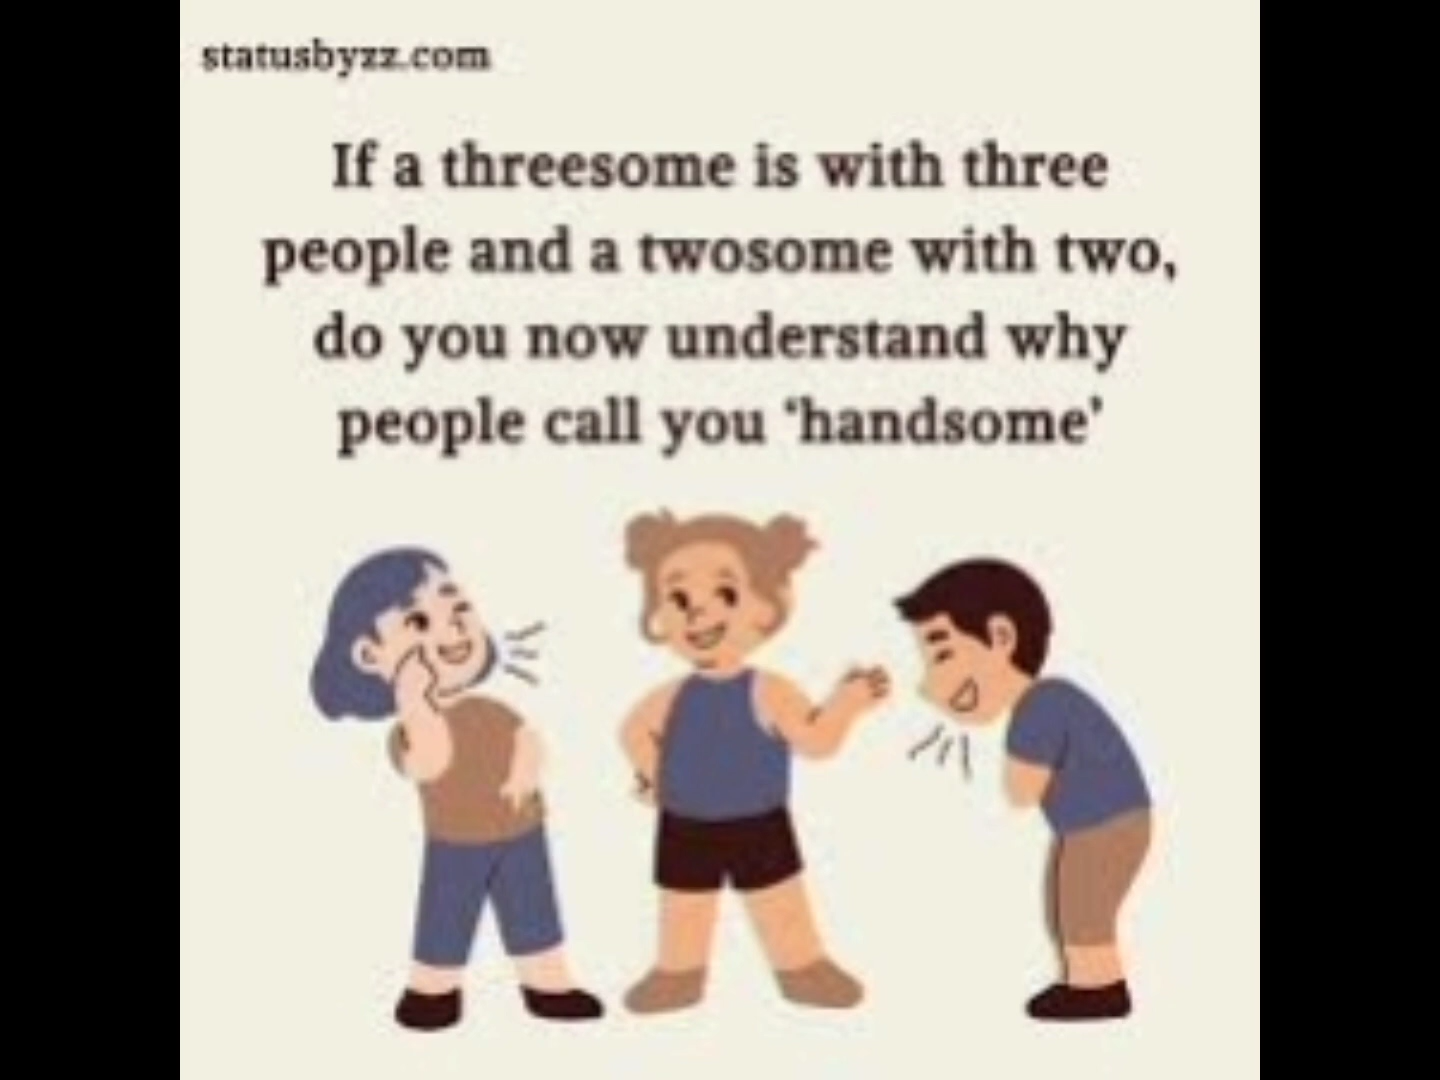 statusbyzz.com
If a threesome is with three
people and a twosome with two,
do you now understand why
people call you ‘handsome’